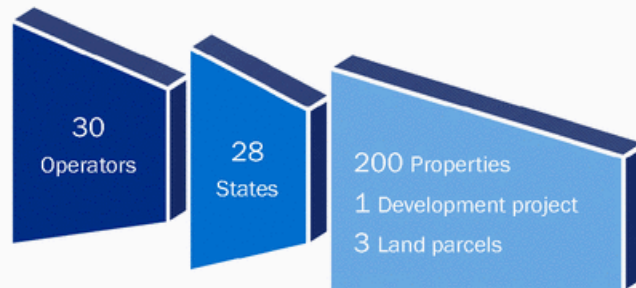 30
Operators
28
States
200 Properties
1 Development project
3 Land parcels